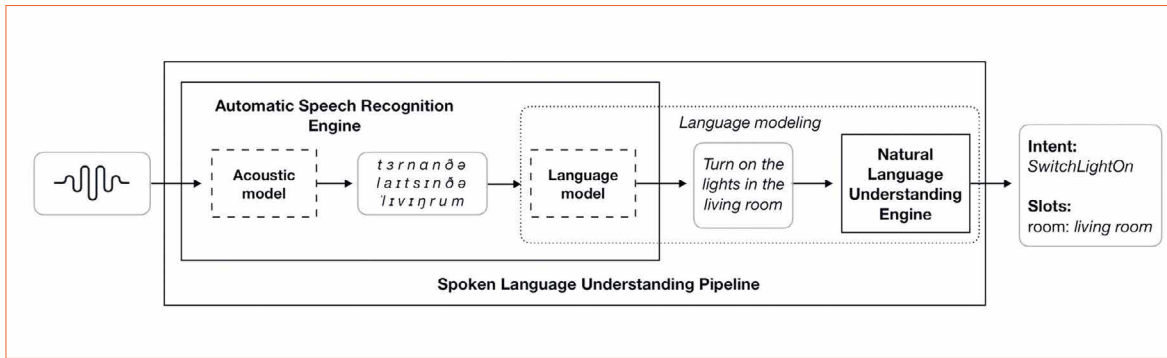 Automatic Speech Recognition
Engine
Acoustic
model
t ɜ r n ɑ n ð ə
l a ɪ t s ɪ n ð ə
ˈl ɪ v ɪ ŋ r u m
Language modeling
Language
model
Turn on the
lights in the
living room
Natural
Language
Understanding
Engine
Intent:
SwitchLightOn
Slots:
room: living room
Spoken Language Understanding Pipeline